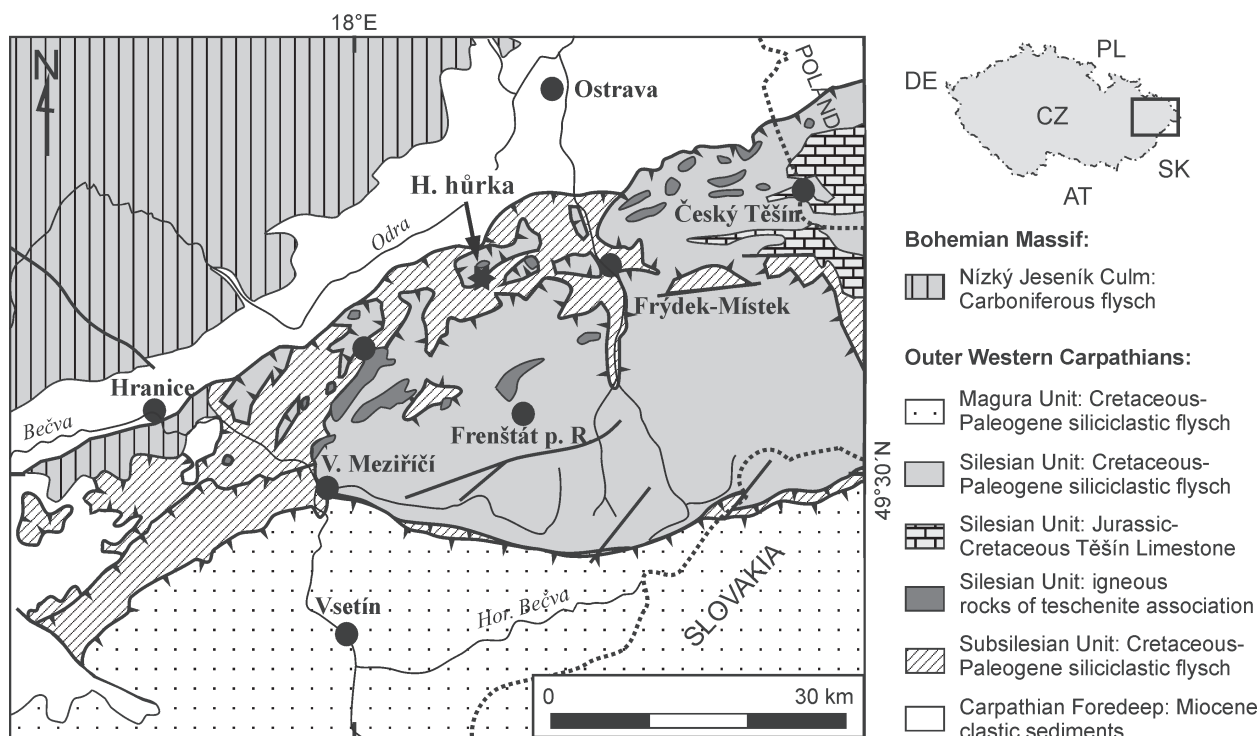 18°E
N
Ostrava
POLAND
H. hůrka
Odra
Český Těšín
Frýdek-Místek
Hranice
Bečva
Frenštát p. R.
V. Meziříčí
49°30´N
Vsetín
Hor. Bečva
SLOVAKIA
0 30 km
DE
PL
CZ
SK
AT
Bohemian Massif:
Nízký Jeseník Culm:
Carboniferous flysch
Outer Western Carpathians:
Magura Unit: Cretaceous-
Paleogene siliciclastic flysch
Silesian Unit: Cretaceous-
Paleogene siliciclastic flysch
Silesian Unit: Jurassic-
Cretaceous Těšín Limestone
Silesian Unit: igneous
rocks of teschenite association
Subsilesian Unit: Cretaceous-
Paleogene siliciclastic flysch
Carpathian Foredeep: Miocene
clastic sediments